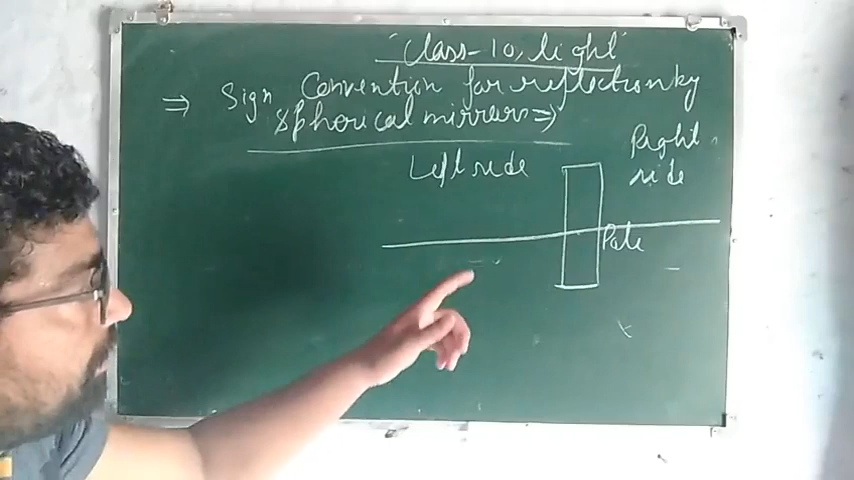 "Class-10, light"
⇒ Sign Convention for reflection by
spherical mirrors ⇒
Left side
Right
side
Pole